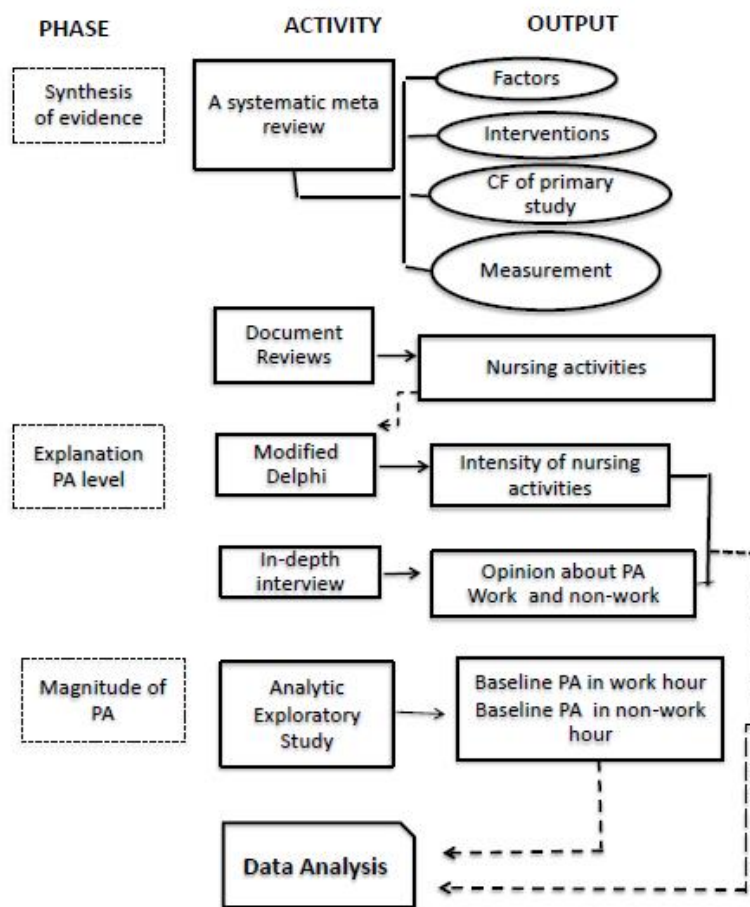 PHASE
ACTIVITY
OUTPUT
Synthesis
of evidence
A systematic meta
review
Factors
Interventions
CF of primary
study
Measurement
Document
Reviews
Nursing activities
Explanation
PA level
Modified
Delphi
Intensity of nursing
activities
In-depth
interview
Opinion about PA
Work and non-work
Magnitude of
PA
Analytic
Exploratory
Study
Baseline PA in work hour
Baseline PA in non-work
hour
Data Analysis